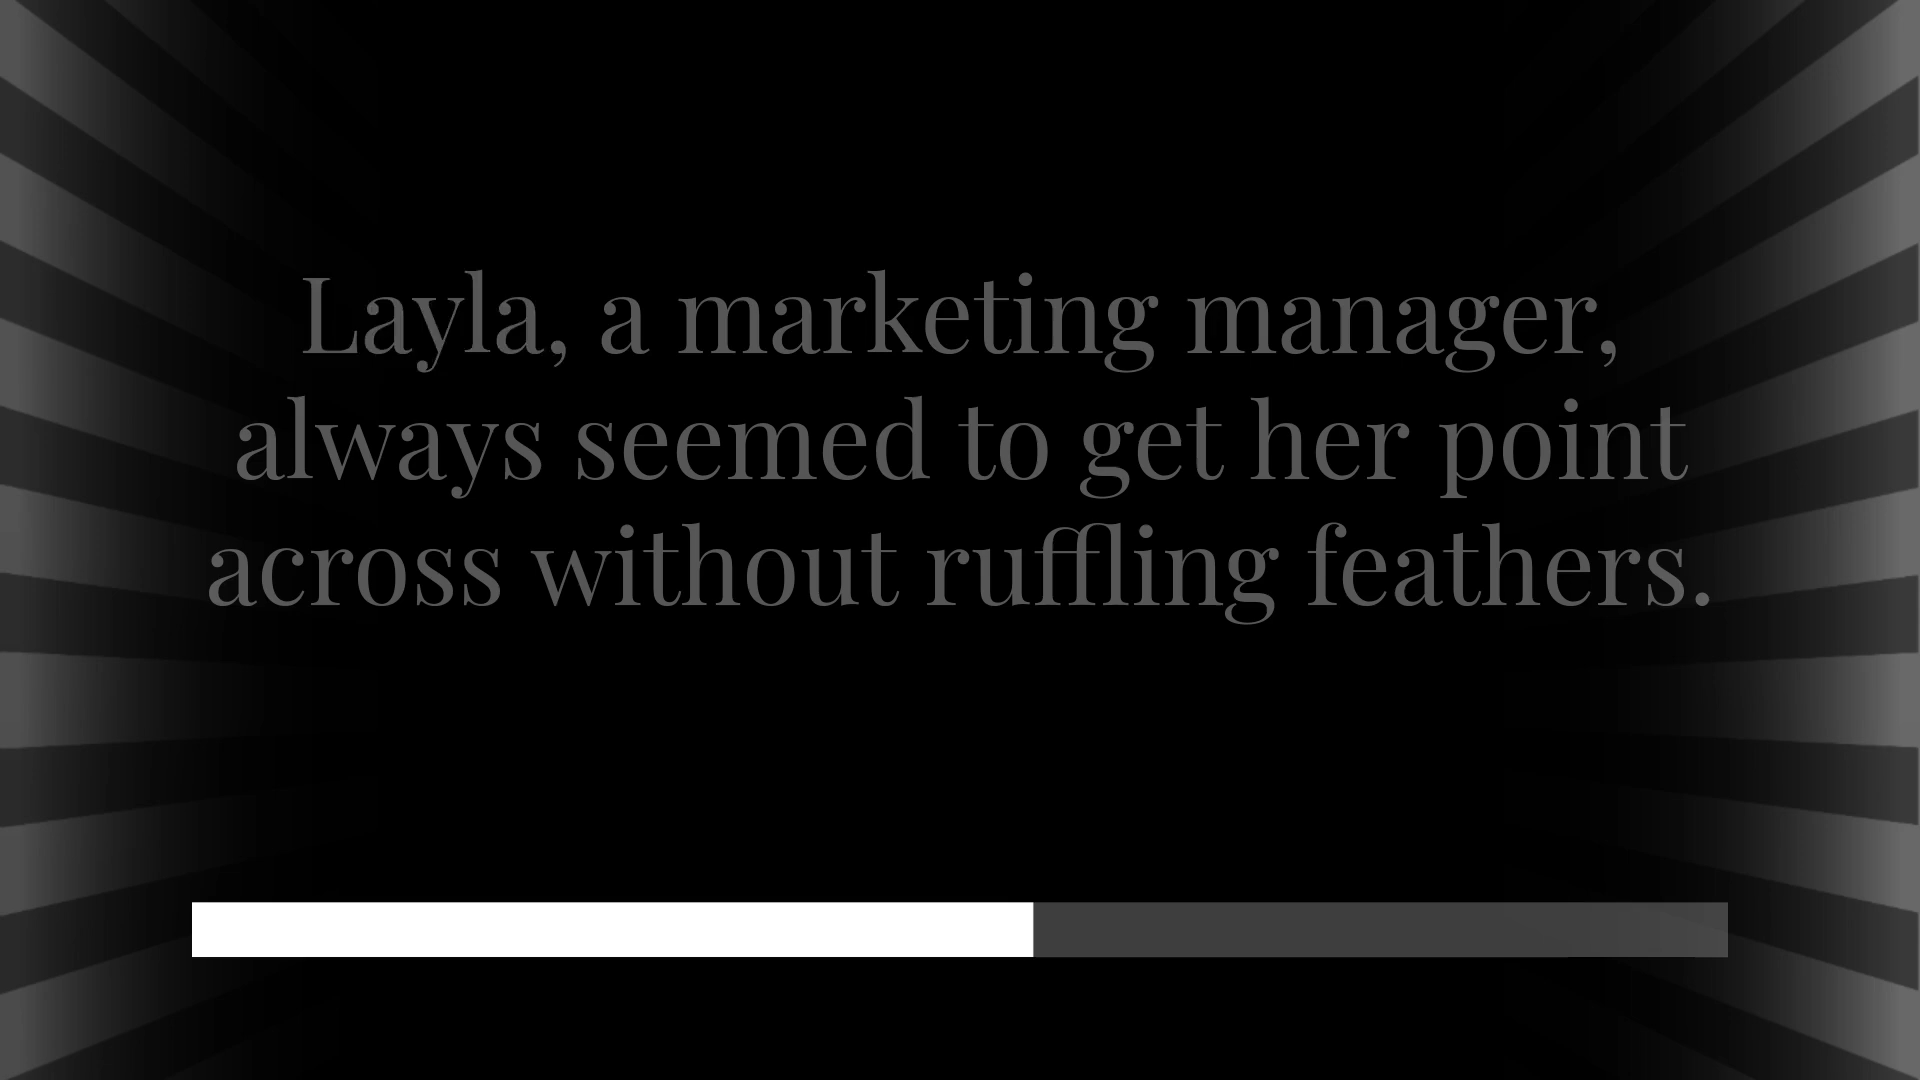 Layla, a marketing manager,
always seemed to get her point
across without ruffling feathers.